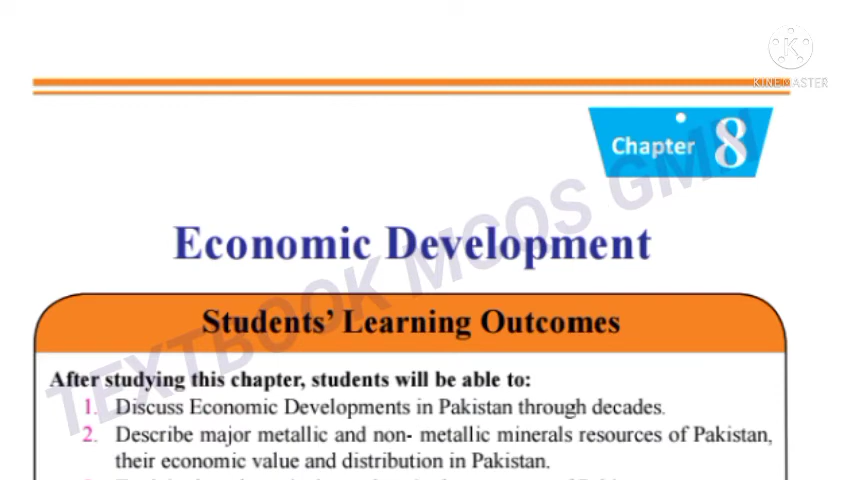 KINEMASTER
Chapter 8
Economic Development
TEXTBOOK MCQS GMH
Students' Learning Outcomes
After studying this chapter, students will be able to:
1. Discuss Economic Developments in Pakistan through decades.
2. Describe major metallic and non- metallic minerals resources of Pakistan,
their economic value and distribution in Pakistan.